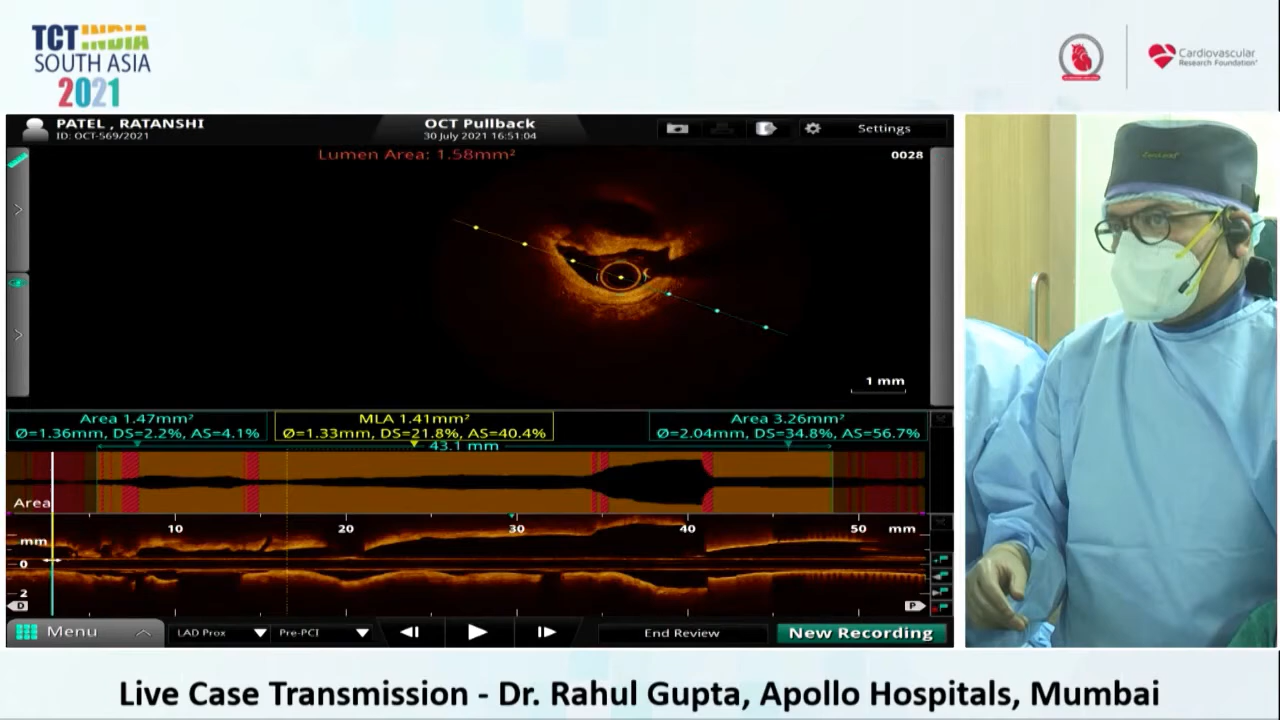 TCT INDIA
SOUTH ASIA
2021
Cardiovascular
Research Foundation
PATEL , RATANSHI
ID: OCT-569/2021
OCT Pullback
30 July 2021 16:51:04
Settings
Lumen Area: 1.58mm²
0028
1 mm
Area 1.47mm²
Ø=1.36mm, DS=2.2%, AS=4.1%
MLA 1.41mm²
Ø=1.33mm, DS=21.8%, AS=40.4%
Area 3.26mm²
Ø=2.04mm, DS=34.8%, AS=56.7%
43.1 mm
Area
10 20 30 40 50 mm
mm
0
2
D
P
Menu
LAD Prox
Pre-PCI
End Review
New Recording
Live Case Transmission - Dr. Rahul Gupta, Apollo Hospitals, Mumbai